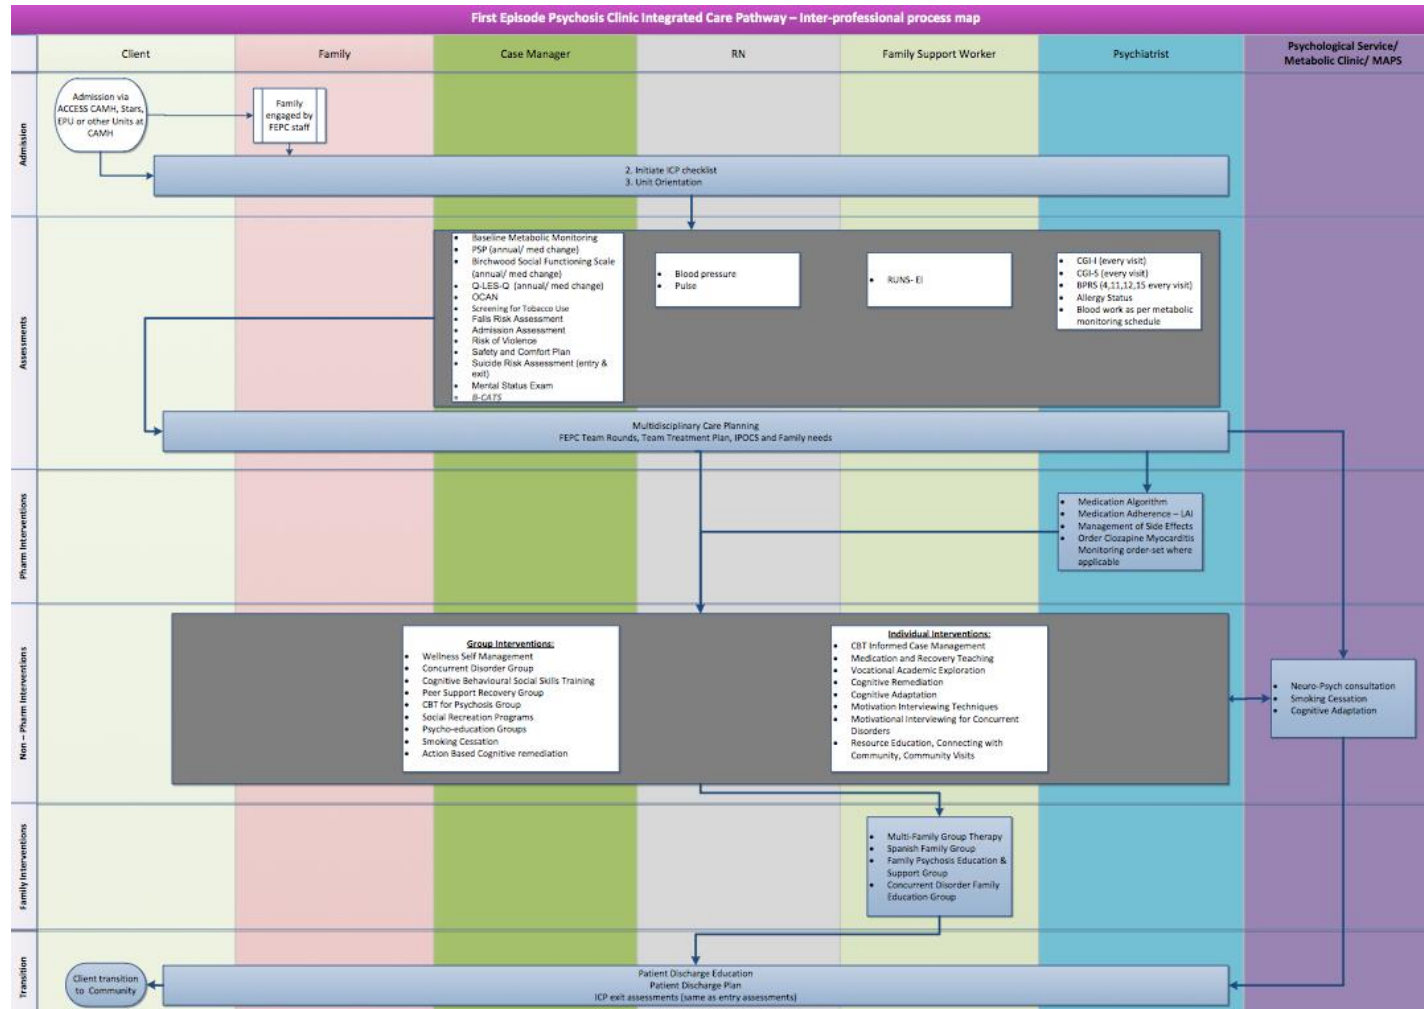 First Episode Psychosis Clinic Integrated Care Pathway – Inter-professional process map
Client
Family
Case Manager
RN
Family Support Worker
Psychiatrist
Psychological Service/
Metabolic Clinic/ MAPS
Admission
Admission via
ACCESS CAMH, Stars,
EPU or other Units at
CAMH
Family
engaged by
FEPC staff
2. Initiate ICP checklist
3. Unit Orientation
Assessments
• Baseline Metabolic Monitoring
• PSP (annual/ med change)
• Birchwood Social Functioning Scale
(annual/ med change)
• Q-LES-Q (annual/ med change)
• OCAN
• Screening for Tobacco Use
• Falls Risk Assessment
• Admission Assessment
• Risk of Violence
• Safety and Comfort Plan
• Suicide Risk Assessment (entry &
exit)
• Mental Status Exam
• B-CATS
• Blood pressure
• Pulse
• RUNS- EI
• CGI-I (every visit)
• CGI-S (every visit)
• BPRS (4,11,12,15 every visit)
• Allergy Status
• Blood work as per metabolic
monitoring schedule
Multidisciplinary Care Planning
FEPC Team Rounds, Team Treatment Plan, IPOCS and Family needs
Pharm Interventions
• Medication Algorithm
• Medication Adherence – LAI
• Management of Side Effects
• Order Clozapine Myocarditis
Monitoring order-set where
applicable
Non – Pharm Interventions
Group Interventions:
• Wellness Self Management
• Concurrent Disorder Group
• Cognitive Behavioural Social Skills Training
• Peer Support Recovery Group
• CBT for Psychosis Group
• Social Recreation Programs
• Psycho-education Groups
• Smoking Cessation
• Action Based Cognitive remediation
Individual Interventions:
• CBT Informed Case Management
• Medication and Recovery Teaching
• Vocational Academic Exploration
• Cognitive Remediation
• Cognitive Adaptation
• Motivation Interviewing Techniques
• Motivational Interviewing for Concurrent
Disorders
• Resource Education, Connecting with
Community, Community Visits
• Neuro-Psych consultation
• Smoking Cessation
• Cognitive Adaptation
Family Interventions
• Multi-Family Group Therapy
• Spanish Family Group
• Family Psychosis Education &
Support Group
• Concurrent Disorder Family
Education Group
Transition
Client transition
to Community
Patient Discharge Education
Patient Discharge Plan
ICP exit assessments (same as entry assessments)